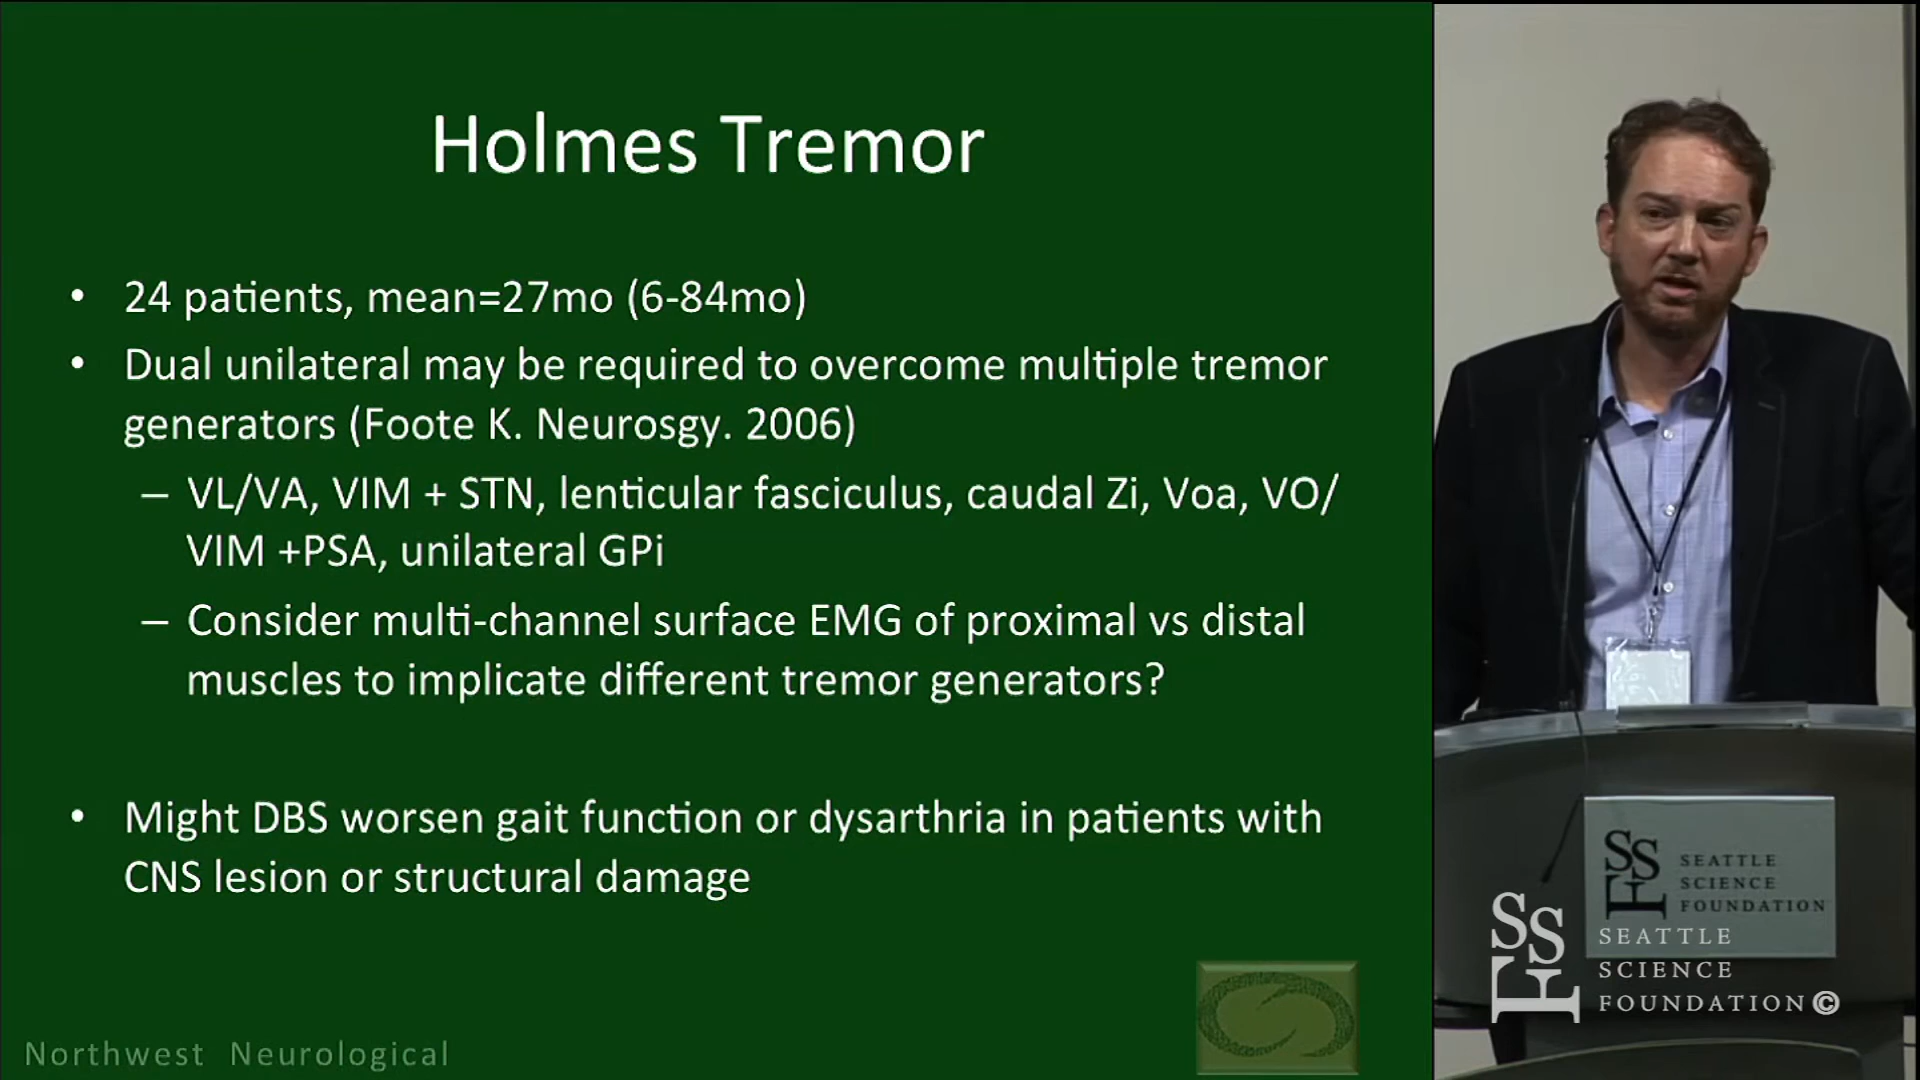 Holmes Tremor
• 24 patients, mean=27mo (6-84mo)
• Dual unilateral may be required to overcome multiple tremor
generators (Foote K. Neurosgy. 2006)
– VL/VA, VIM + STN, lenticular fasciculus, caudal Zi, Voa, VO/
VIM +PSA, unilateral GPi
– Consider multi-channel surface EMG of proximal vs distal
muscles to implicate different tremor generators?
• Might DBS worsen gait function or dysarthria in patients with
CNS lesion or structural damage
Northwest Neurological
SSF
SEATTLE
SCIENCE
FOUNDATION
SSF
SEATTLE
SCIENCE
FOUNDATION©